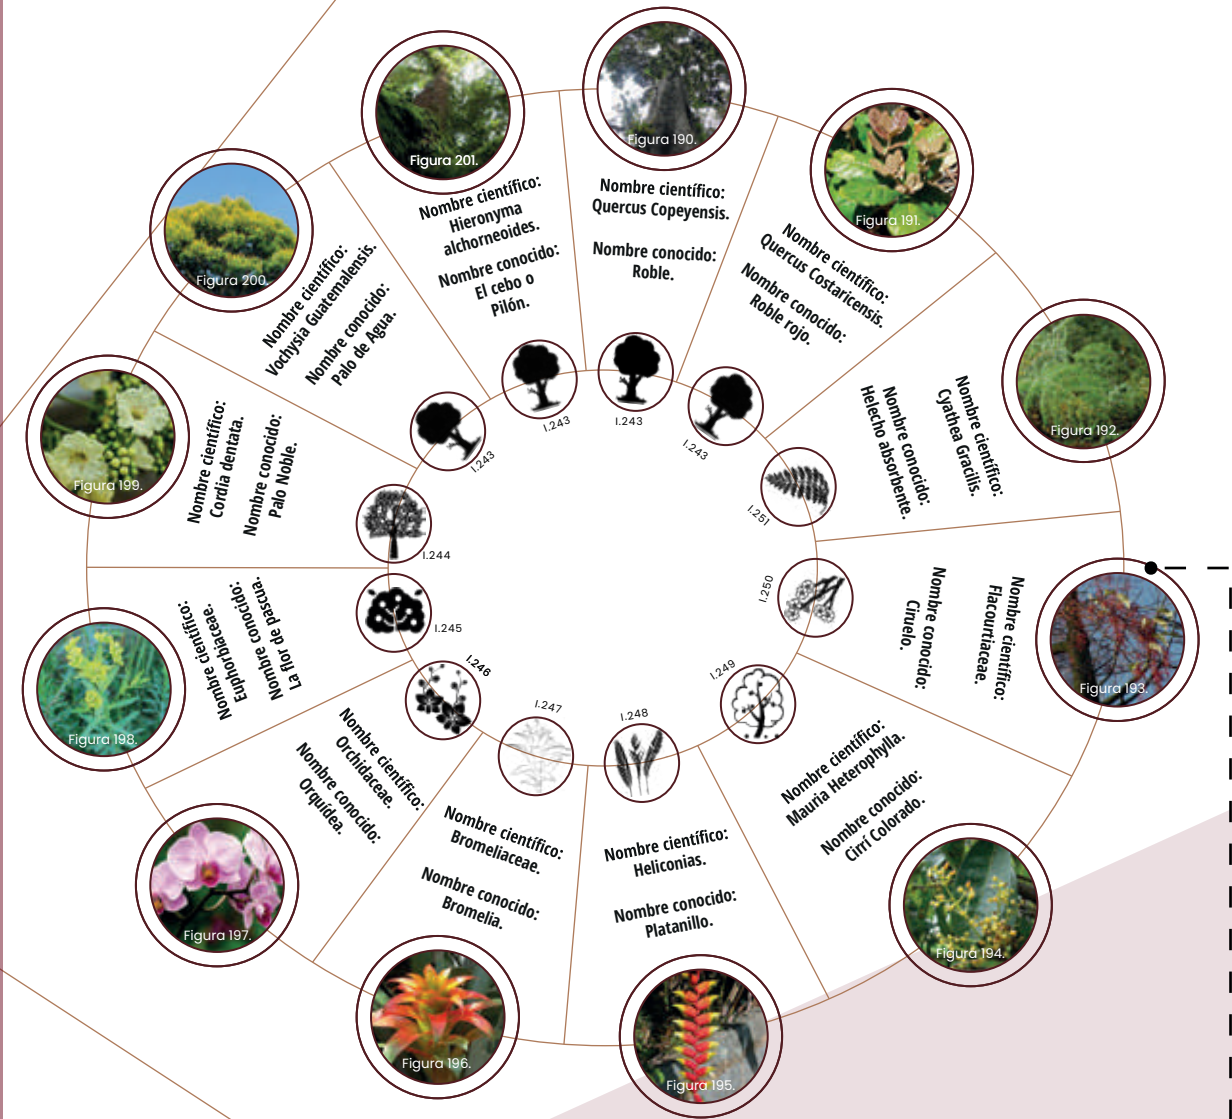 Figura 190.
Nombre científico:
Quercus Copeyensis.
Nombre conocido:
Roble.
I.243
Figura 191.
Nombre científico:
Quercus Costaricensis.
Nombre conocido:
Roble rojo.
I.243
Figura 192.
Nombre científico:
Cyathea Gracilis.
Nombre conocido:
Helecho absorbente.
I.251
Figura 193.
Nombre científico:
Flacourtiaceae.
Nombre conocido:
Ciruelo.
I.250
Figura 194.
Nombre científico:
Mauria Heterophylla.
Nombre conocido:
Cirrí Colorado.
I.249
Figura 195.
Nombre científico:
Heliconias.
Nombre conocido:
Platanillo.
I.248
Figura 196.
Nombre científico:
Bromeliaceae.
Nombre conocido:
Bromelia.
I.247
Figura 197.
Nombre científico:
Orchidaceae.
Nombre conocido:
Orquídea.
I.246
Figura 198.
Nombre científico:
Euphorbiaceae.
Nombre conocido:
La flor de pascua.
I.245
Figura 199.
Nombre científico:
Cordia dentata.
Nombre conocido:
Palo Noble.
I.244
Figura 200.
Nombre científico:
Vochysia Guatemalensis.
Nombre conocido:
Palo de Agua.
I.243
Figura 201.
Nombre científico:
Hieronyma
alchorneoides.
Nombre conocido:
El cebo o
Pilón.
I.243